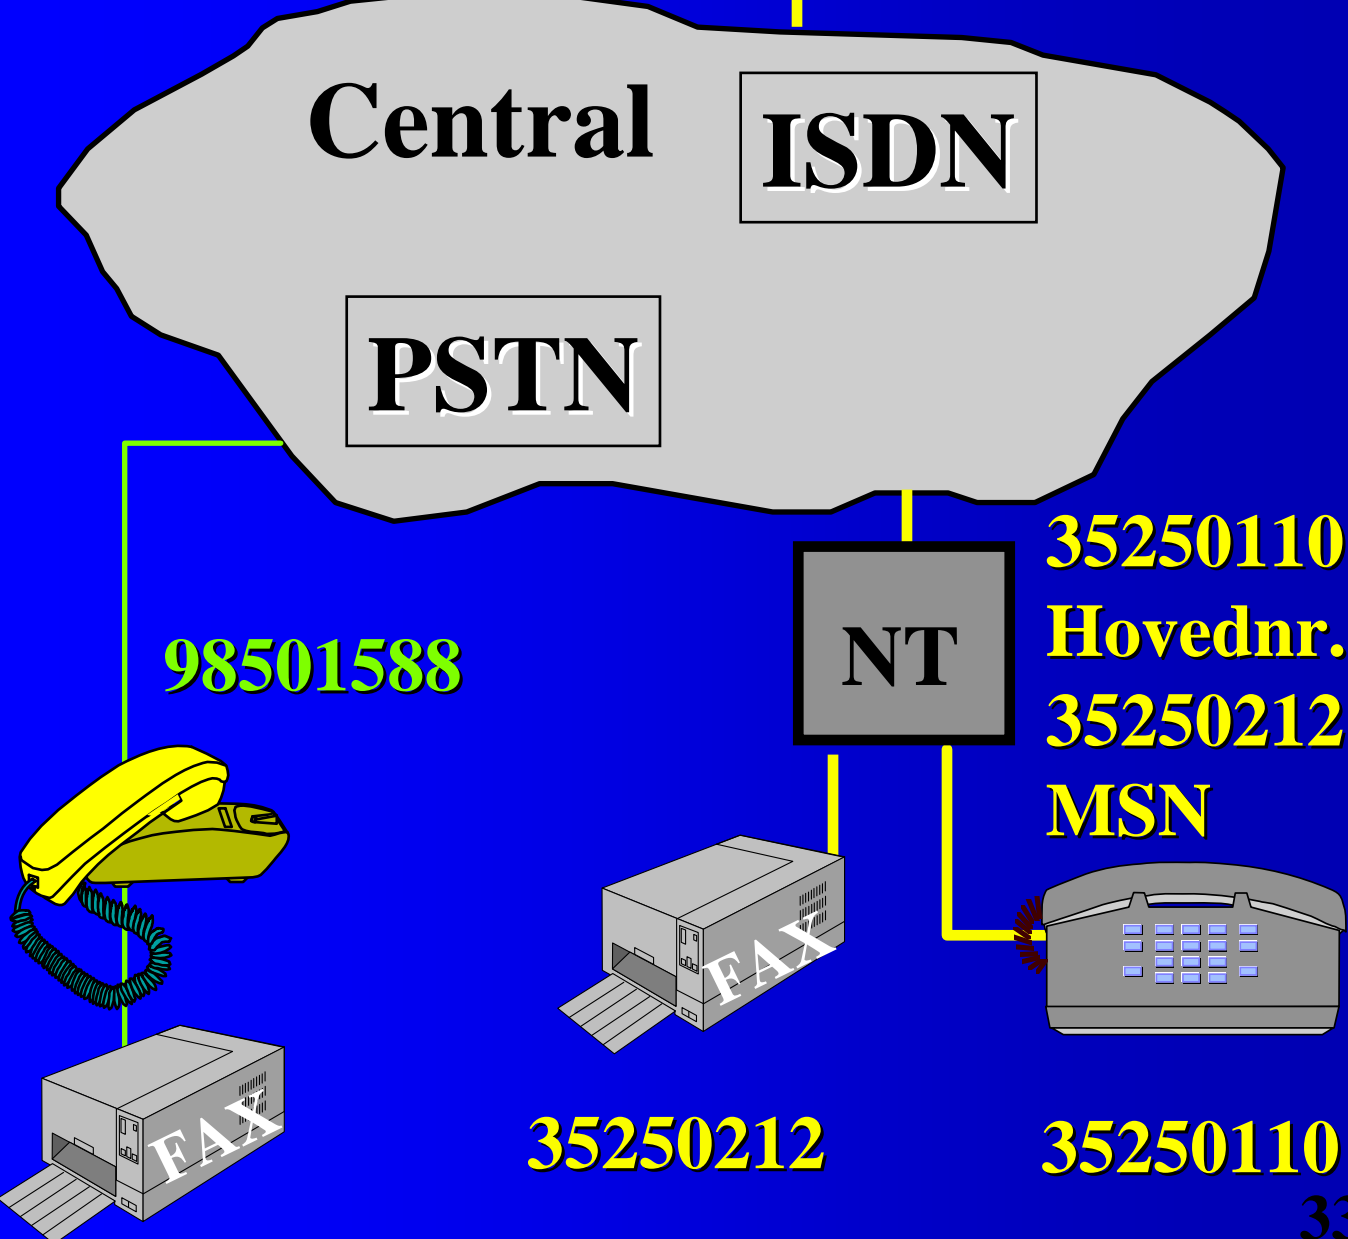 Central
ISDN
PSTN
35250110
Hovednr.
35250212
MSN
NT
98501588
FAX
FAX
35250212
35250110